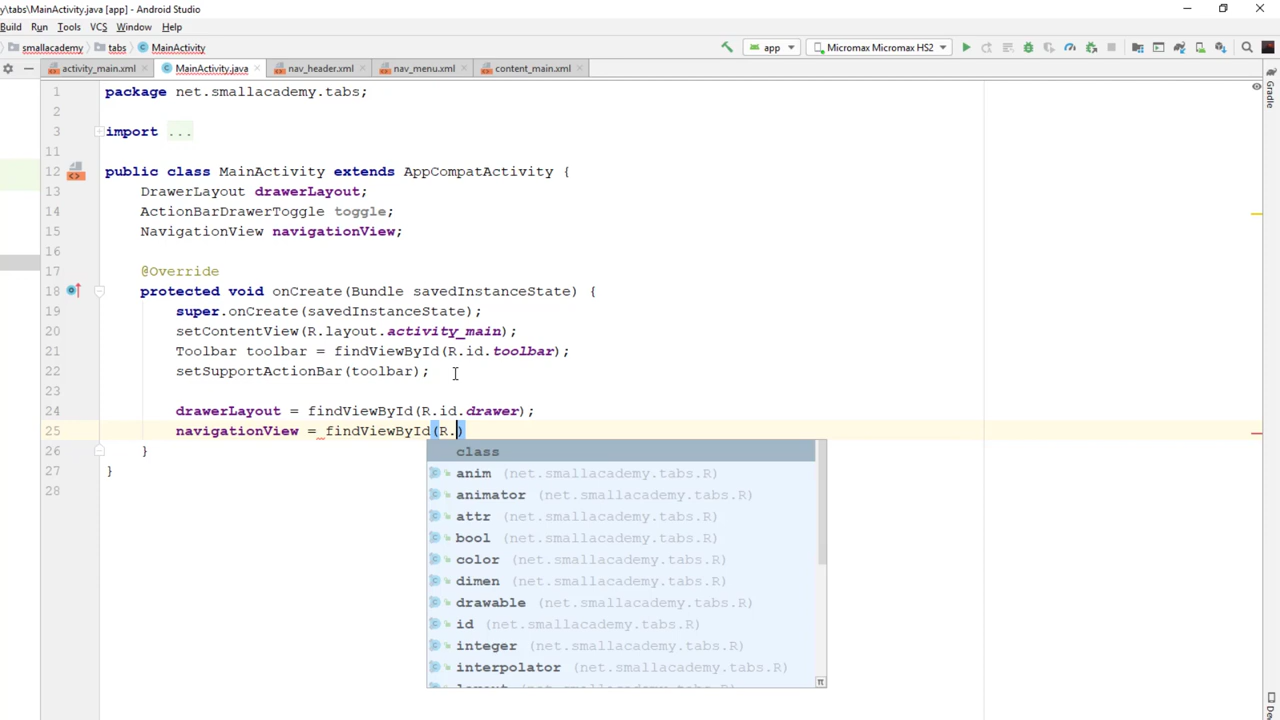 y\tabs\MainActivity.java [app] - Android Studio
Build Run Tools VCS Window Help
smallacademy tabs MainActivity app Micromax Micromax HS2
activity_main.xml MainActivity.java nav_header.xml nav_menu.xml content_main.xml
1 package net.smallacademy.tabs;
2
3 import ...
11
12 public class MainActivity extends AppCompatActivity {
13 DrawerLayout drawerLayout;
14 ActionBarDrawerToggle toggle;
15 NavigationView navigationView;
16
17 @Override
18 protected void onCreate(Bundle savedInstanceState) {
19 super.onCreate(savedInstanceState);
20 setContentView(R.layout.activity_main);
21 Toolbar toolbar = findViewById(R.id.toolbar);
22 setSupportActionBar(toolbar);
23
24 drawerLayout = findViewById(R.id.drawer);
25 navigationView = findViewById(R.)
26 }
27 }
28
class
anim (net.smallacademy.tabs.R)
animator (net.smallacademy.tabs.R)
attr (net.smallacademy.tabs.R)
bool (net.smallacademy.tabs.R)
color (net.smallacademy.tabs.R)
dimen (net.smallacademy.tabs.R)
drawable (net.smallacademy.tabs.R)
id (net.smallacademy.tabs.R)
integer (net.smallacademy.tabs.R)
interpolator (net.smallacademy.tabs.R)
π
Gradle